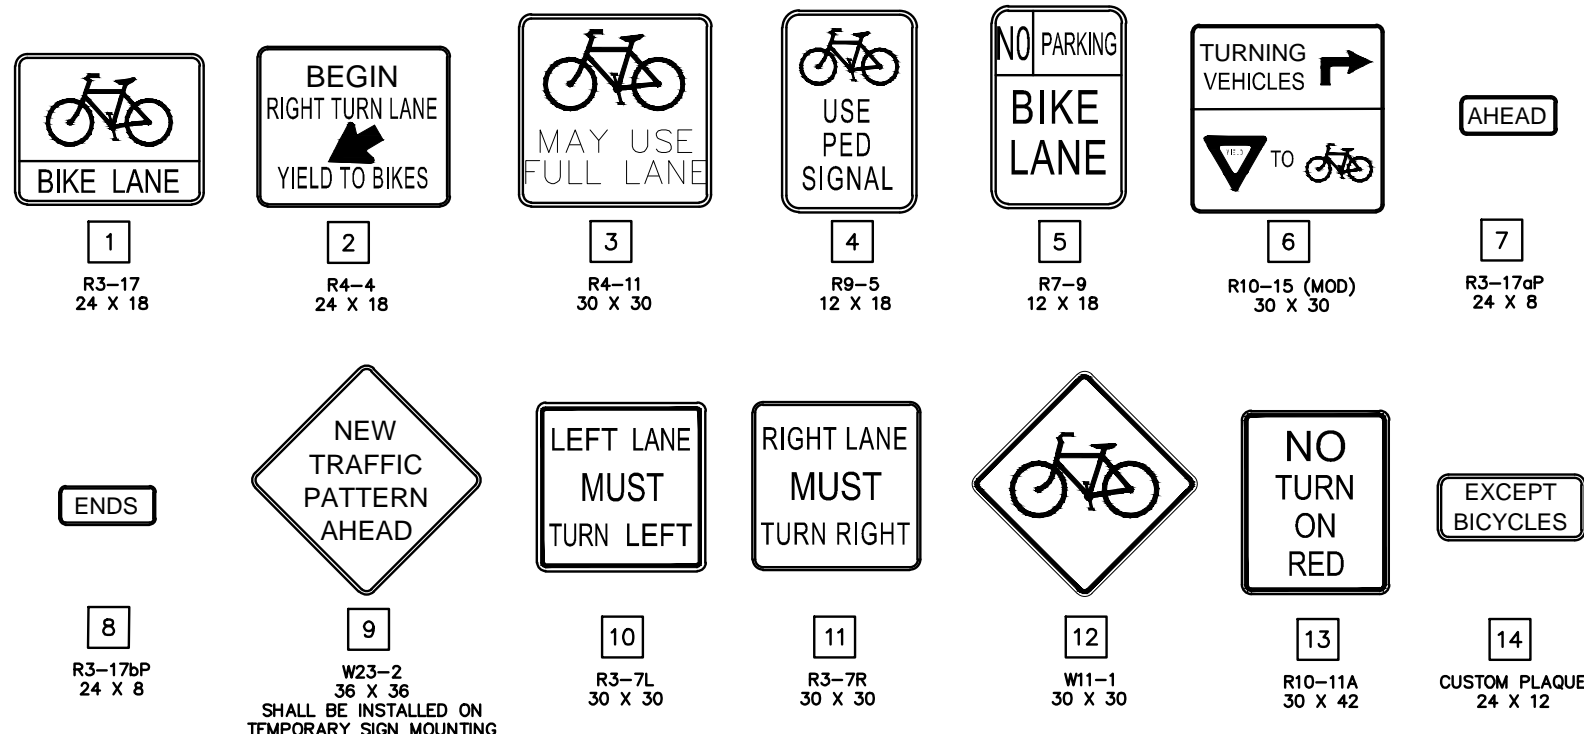 BIKE LANE
1
R3-17
24 X 18
BEGIN
RIGHT TURN LANE
YIELD TO BIKES
2
R4-4
24 X 18
MAY USE
FULL LANE
3
R4-11
30 X 30
USE
PED
SIGNAL
4
R9-5
12 X 18
NO PARKING
BIKE
LANE
5
R7-9
12 X 18
TURNING
VEHICLES
YIELD TO
6
R10-15 (MOD)
30 X 30
AHEAD
7
R3-17aP
24 X 8
ENDS
8
R3-17bP
24 X 8
NEW
TRAFFIC
PATTERN
AHEAD
9
W23-2
36 X 36
SHALL BE INSTALLED ON
TEMPORARY SIGN MOUNTING
LEFT LANE
MUST
TURN LEFT
10
R3-7L
30 X 30
RIGHT LANE
MUST
TURN RIGHT
11
R3-7R
30 X 30
12
W11-1
30 X 30
NO
TURN
ON
RED
13
R10-11A
30 X 42
EXCEPT
BICYCLES
14
CUSTOM PLAQUE
24 X 12